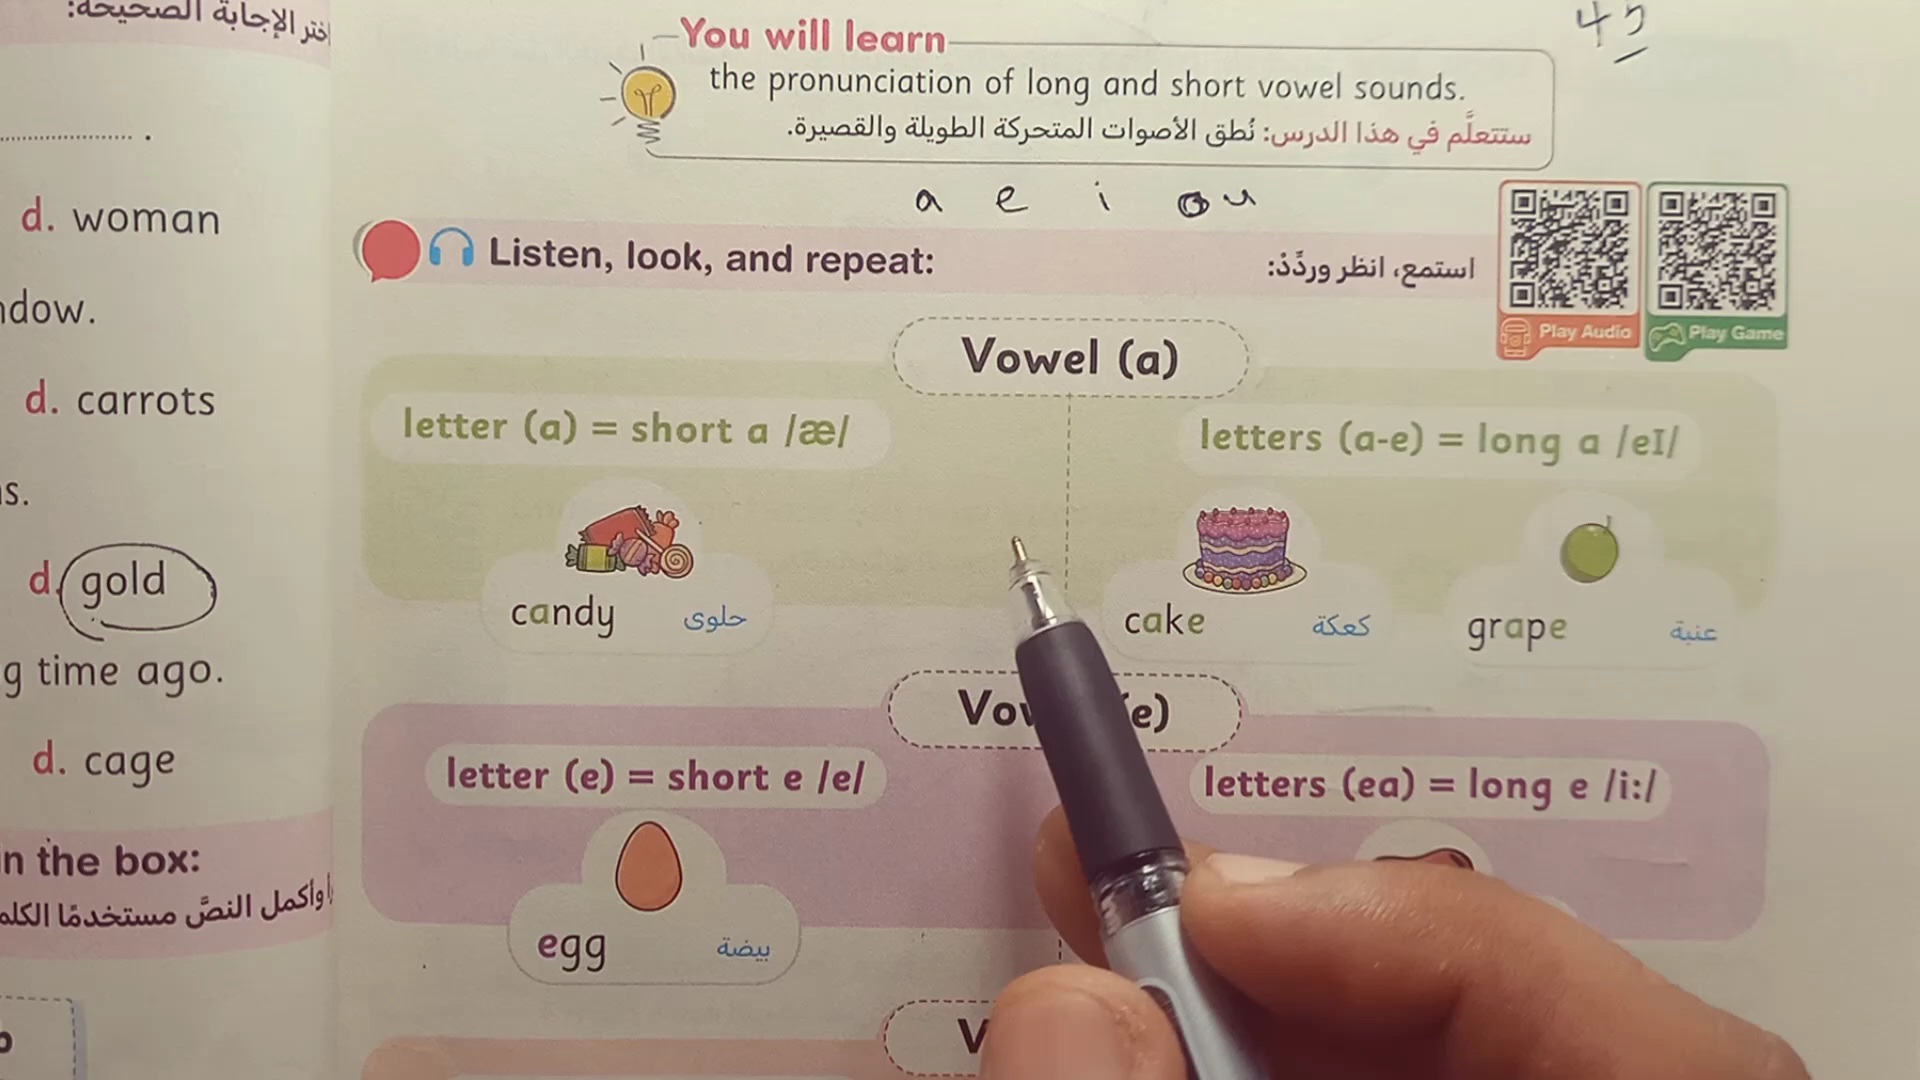 اختر الإجابة الصحيحة:
.
d. woman
dow.
d. carrots
s.
d. gold
g time ago.
d. cage
n the box:
وأكمل النصَّ مستخدمًا
45
You will learn
the pronunciation of long and short vowel sounds.
ستتعلَّم في هذا الدرس: نُطق الأصوات المتحركة الطويلة والقصيرة.
a e i o u
Listen, look, and repeat:
استمع، انظر وردِّدْ:
Play Audio
Play Game
Vowel (a)
letter (a) = short a /æ/
letters (a-e) = long a /eɪ/
candy حلوى
cake كعكة
grape عنبة
Vow (e)
letter (e) = short e /e/
letters (ea) = long e /i:/
egg بيضة
V